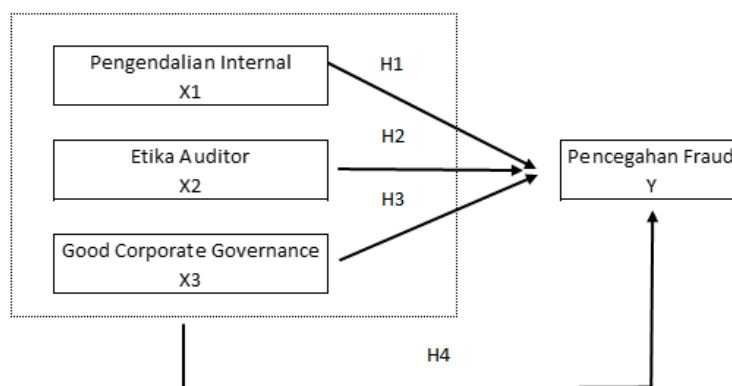 Pengendalian Internal
X1
H1
H2
Etika Auditor
X2
Pencegahan Fraud
Y
H3
Good Corporate Governance
X3
H4